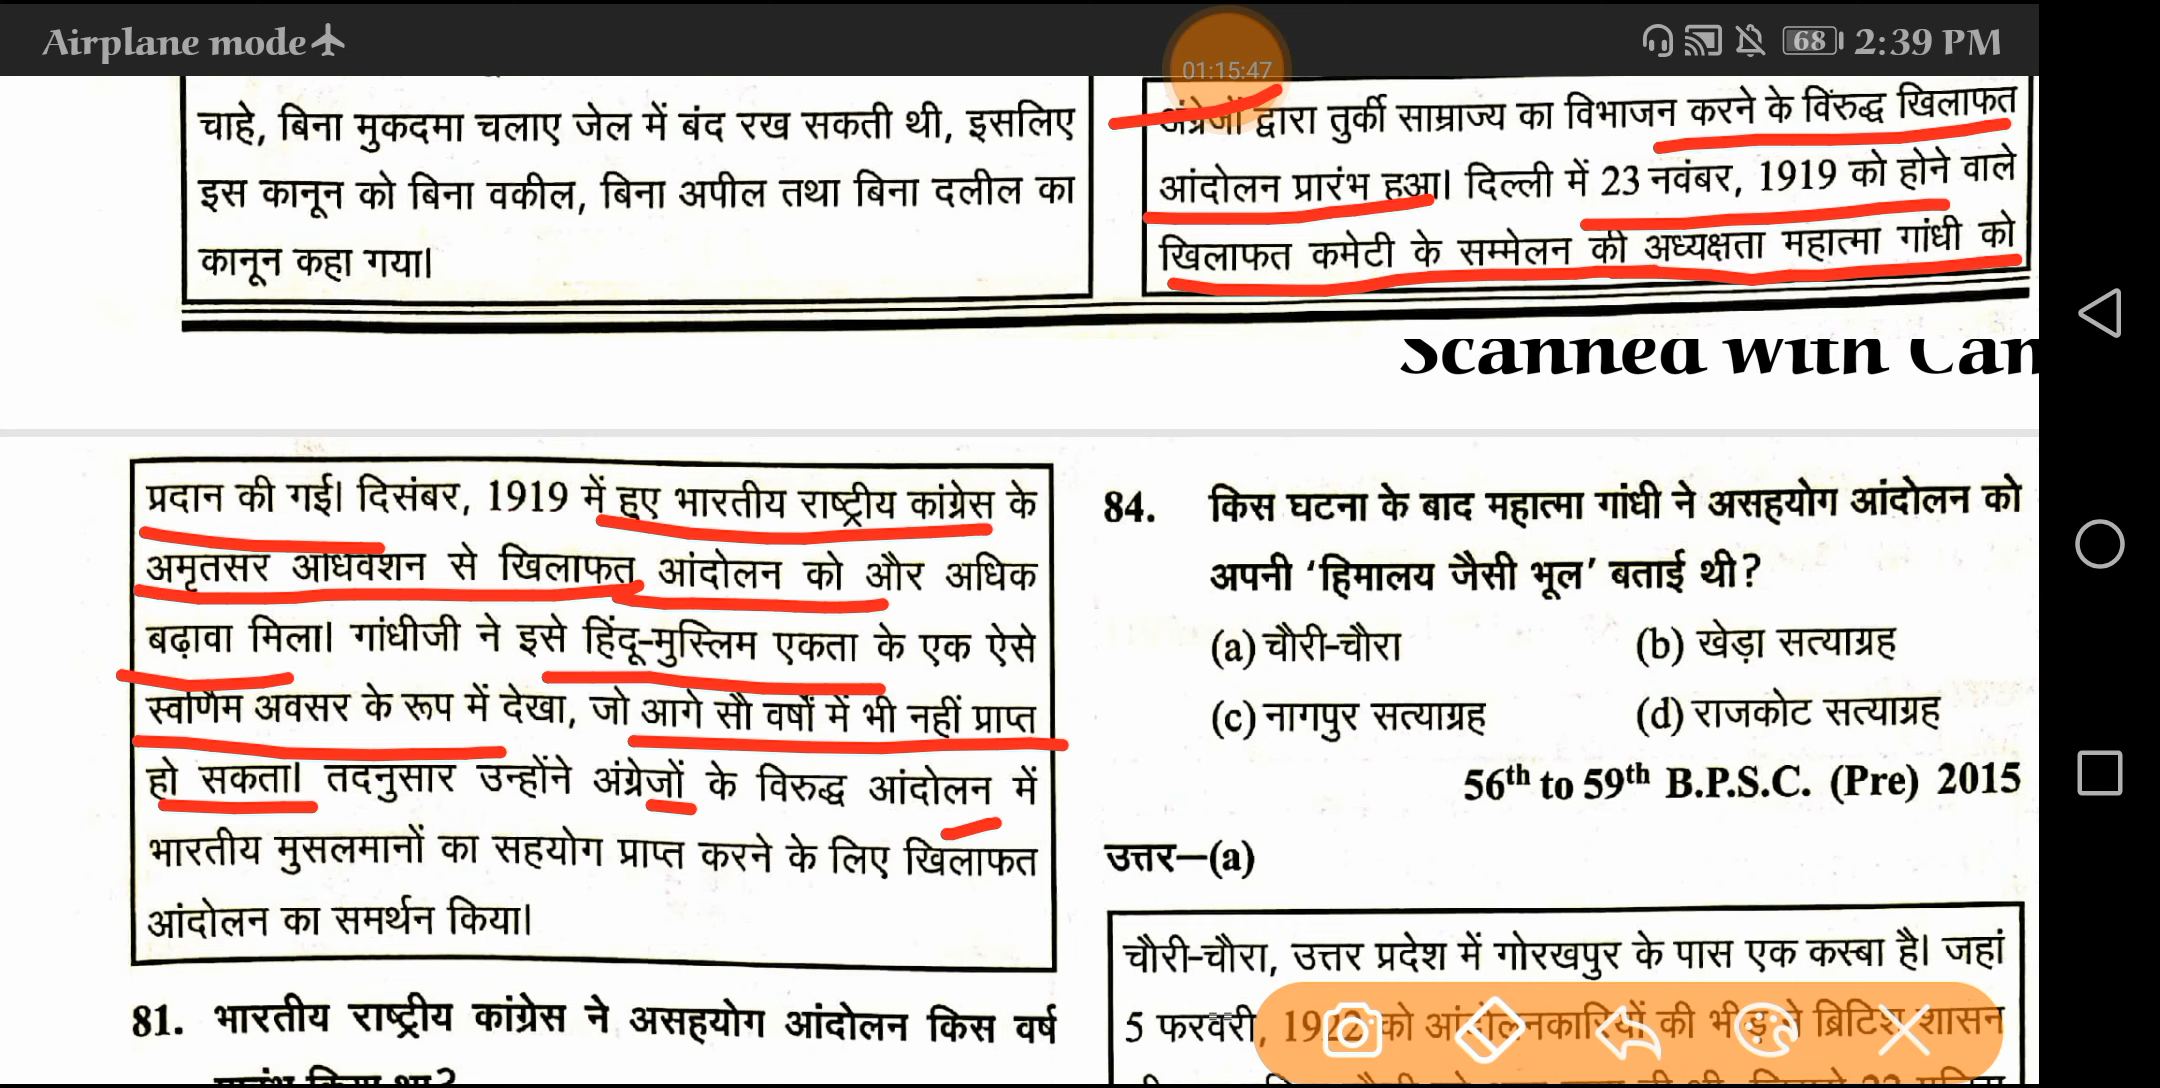 Airplane mode
68 2:39 PM
01:15:47
चाहे, बिना मुकदमा चलाए जेल में बंद रख सकती थी, इसलिए
इस कानून को बिना वकील, बिना अपील तथा बिना दलील का
कानून कहा गया।
अंग्रेजों द्वारा तुर्की साम्राज्य का विभाजन करने के विरुद्ध खिलाफत
आंदोलन प्रारंभ हुआ। दिल्ली में 23 नवंबर, 1919 को होने वाले
खिलाफत कमेटी के सम्मेलन की अध्यक्षता महात्मा गांधी को
Scanned with Cam
प्रदान की गई। दिसंबर, 1919 में हुए भारतीय राष्ट्रीय कांग्रेस के
अमृतसर अधिवेशन से खिलाफत आंदोलन को और अधिक
बढ़ावा मिला। गांधीजी ने इसे हिंदू-मुस्लिम एकता के एक ऐसे
स्वर्णिम अवसर के रूप में देखा, जो आगे सौ वर्षों में भी नहीं प्राप्त
हो सकता। तदनुसार उन्होंने अंग्रेजों के विरुद्ध आंदोलन में
भारतीय मुसलमानों का सहयोग प्राप्त करने के लिए खिलाफत
आंदोलन का समर्थन किया।
81. भारतीय राष्ट्रीय कांग्रेस ने असहयोग आंदोलन किस वर्ष
प्रारंभ किया था?
84. किस घटना के बाद महात्मा गांधी ने असहयोग आंदोलन को
अपनी ‘हिमालय जैसी भूल’ बताई थी?
(a) चौरी-चौरा (b) खेड़ा सत्याग्रह
(c) नागपुर सत्याग्रह (d) राजकोट सत्याग्रह
56th to 59th B.P.S.C. (Pre) 2015
उत्तर—(a)
चौरी-चौरा, उत्तर प्रदेश में गोरखपुर के पास एक कस्बा है। जहां
5 फरवरी, 1922 को आंदोलनकारियों की भीड़ ने ब्रिटिश शासन